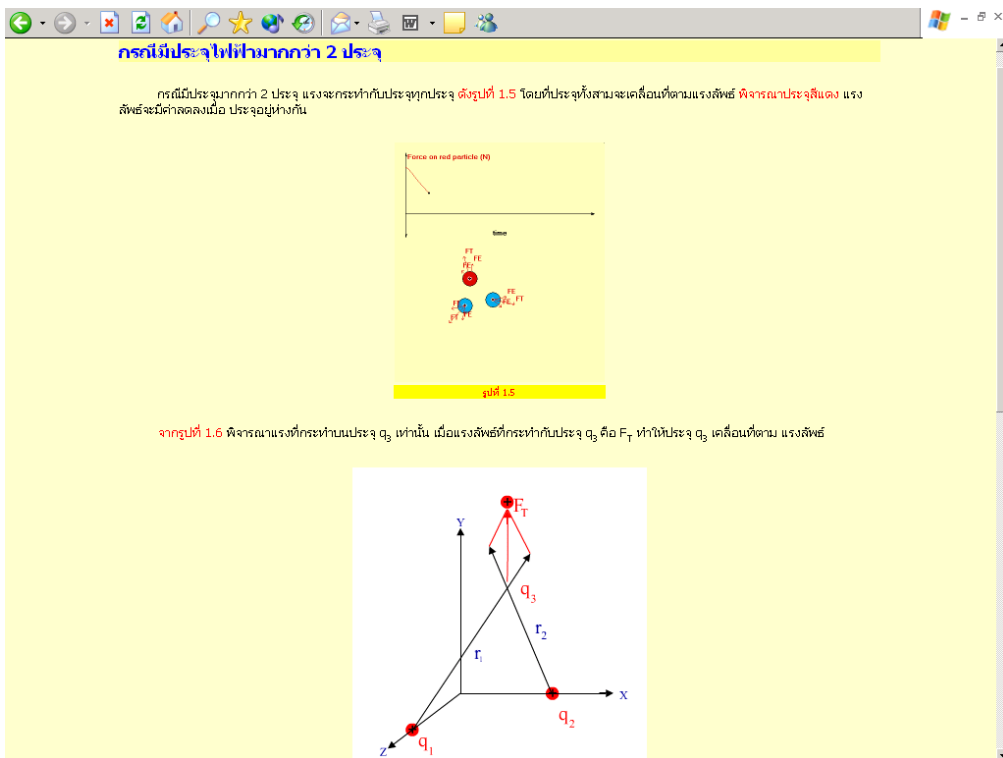 กรณีมีประจุไฟฟ้ามากกว่า 2 ประจุ
กรณีมีประจุมากกว่า 2 ประจุ แรงจะกระทำกับประจุทุกประจุ ดังรูปที่ 1.5 โดยที่ประจุทั้งสามจะเคลื่อนที่ตามแรงลัพธ์ พิจารณาประจุสีแดง แรง
ลัพธ์จะมีค่าลดลงเมื่อ ประจุอยู่ห่างกัน
Force on red particle (N)
time
FT
FE
FE
FE
FE
FT
FE
FT
FE
รูปที่ 1.5
จากรูปที่ 1.6 พิจารณาแรงที่กระทำบนประจุ q3 เท่านั้น เมื่อแรงลัพธ์ที่กระทำกับประจุ q3 คือ FT ทำให้ประจุ q3 เคลื่อนที่ตาม แรงลัพธ์
FT
Y
q3
r2
r1
X
q2
q1
Z